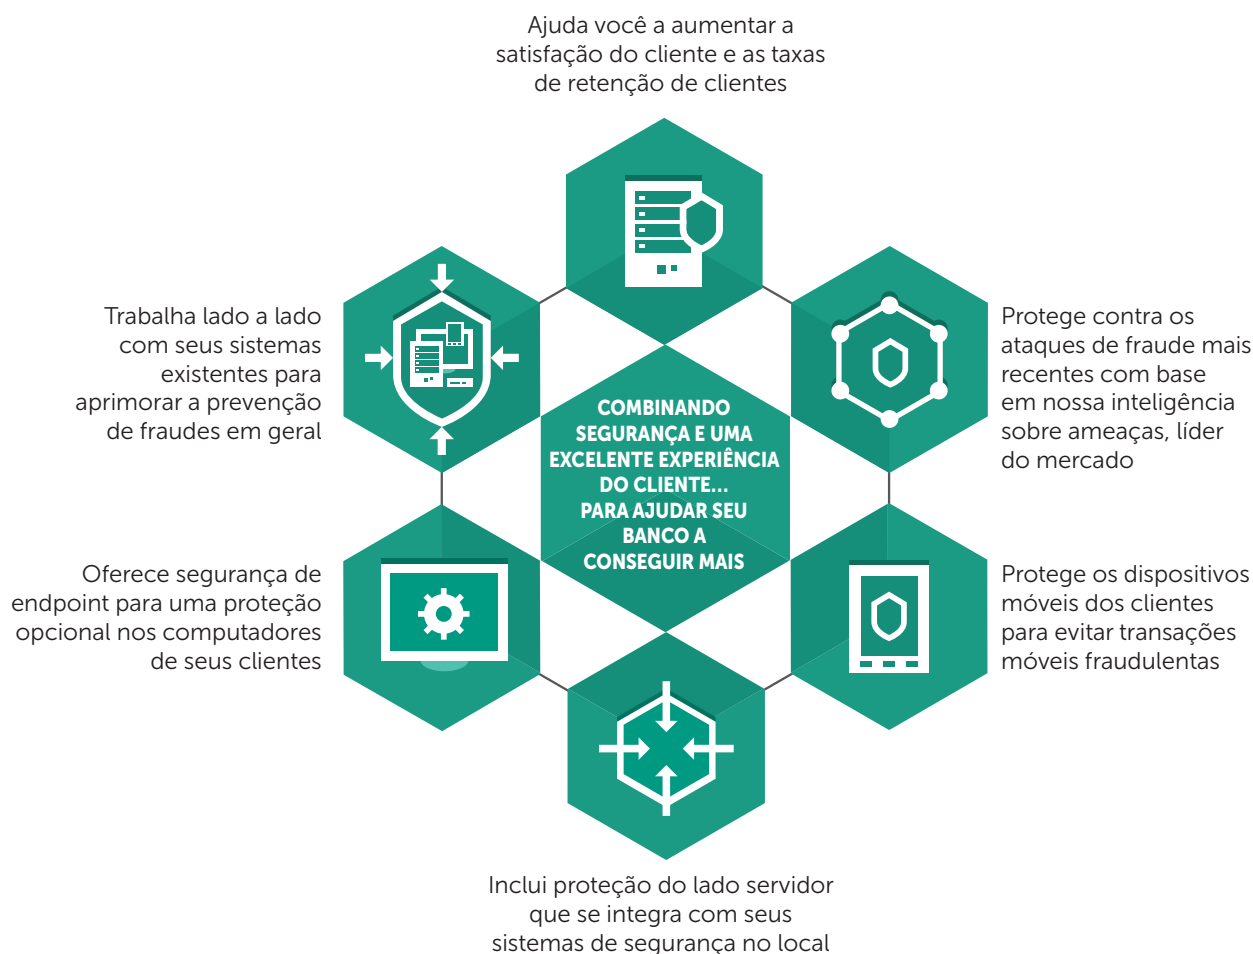 Ajuda você a aumentar a
satisfação do cliente e as taxas
de retenção de clientes
Trabalha lado a lado
com seus sistemas
existentes para
aprimorar a prevenção
de fraudes em geral
Protege contra os
ataques de fraude mais
recentes com base
em nossa inteligência
sobre ameaças, líder
do mercado
COMBINANDO
SEGURANÇA E UMA
EXCELENTE EXPERIÊNCIA
DO CLIENTE...
PARA AJUDAR SEU
BANCO A
CONSEGUIR MAIS
Oferece segurança de
endpoint para uma proteção
opcional nos computadores
de seus clientes
Protege os dispositivos
móveis dos clientes
para evitar transações
móveis fraudulentas
Inclui proteção do lado servidor
que se integra com seus
sistemas de segurança no local